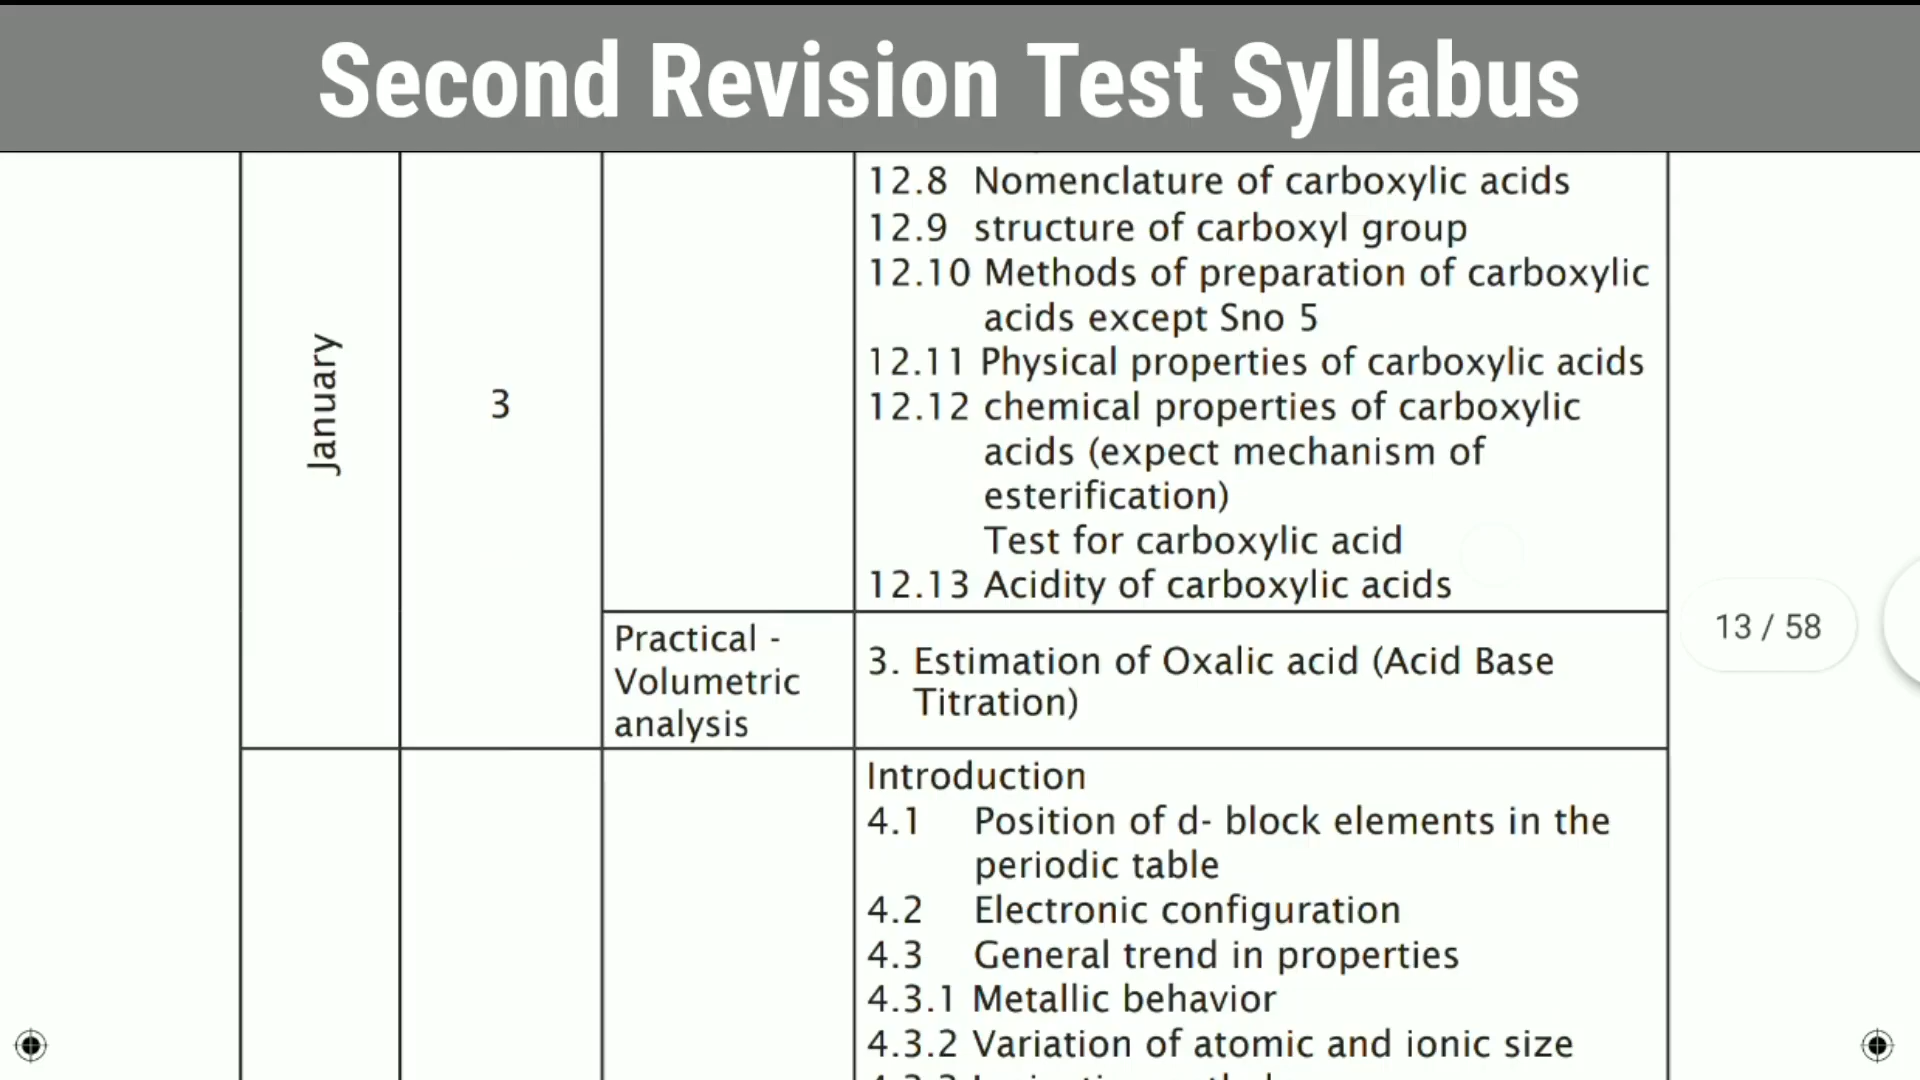 Second Revision Test Syllabus
January
3
12.8 Nomenclature of carboxylic acids
12.9 structure of carboxyl group
12.10 Methods of preparation of carboxylic
acids except Sno 5
12.11 Physical properties of carboxylic acids
12.12 chemical properties of carboxylic
acids (expect mechanism of
esterification)
Test for carboxylic acid
12.13 Acidity of carboxylic acids
Practical -
Volumetric
analysis
3. Estimation of Oxalic acid (Acid Base
Titration)
13 / 58
Introduction
4.1 Position of d- block elements in the
periodic table
4.2 Electronic configuration
4.3 General trend in properties
4.3.1 Metallic behavior
4.3.2 Variation of atomic and ionic size